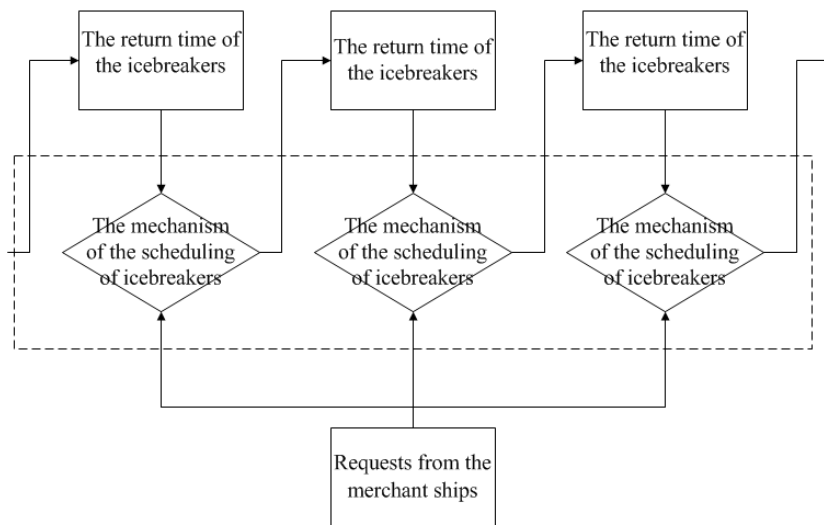 The return time of
the icebreakers
The return time of
the icebreakers
The return time of
the icebreakers
The mechanism
of the scheduling
of icebreakers
The mechanism
of the scheduling
of icebreakers
The mechanism
of the scheduling
of icebreakers
Requests from the
merchant ships